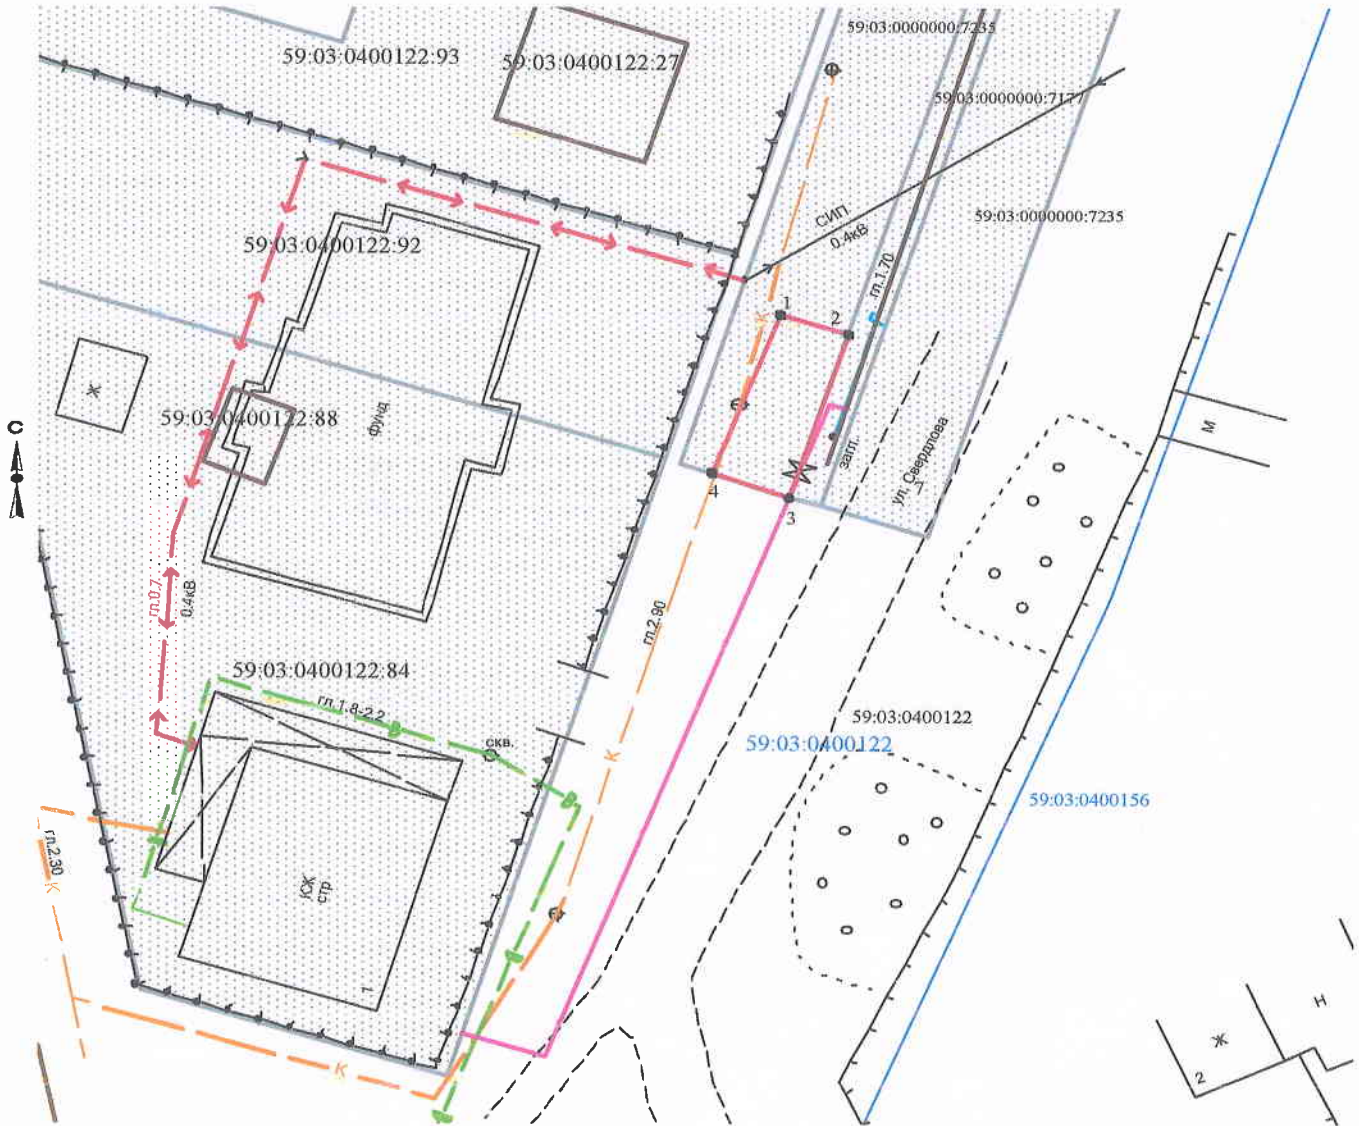 59:03:0000000:7235
59:03:0400122:93
59:03:0400122:27
59:03:0000000:7177
СИП
0.4кВ
59:03:0000000:7235
59:03:0400122:92
гл.1.70
1
2
К
Ж
59:03:0400122:88
фунд
С
М
загл.
ул. Свердлова
4
3
гл.0.7
0.4кВ
гл.2.90
59:03:0400122:84
гл.1.8-2.2
скв.
К
59:03:0400122
59:03:0400122
59:03:0400156
гл.2.30
К
КЖ
стр
1
К
Н
Ж
2